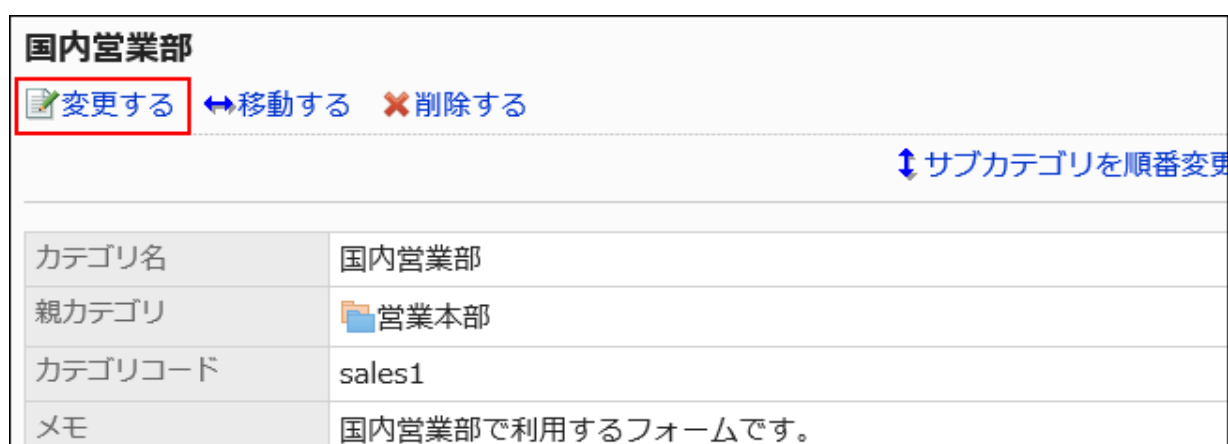 国内営業部
変更する 移動する 削除する
サブカテゴリを順番変更
カテゴリ名 国内営業部
親カテゴリ 営業本部
カテゴリコード sales1
メモ 国内営業部で利用するフォームです。